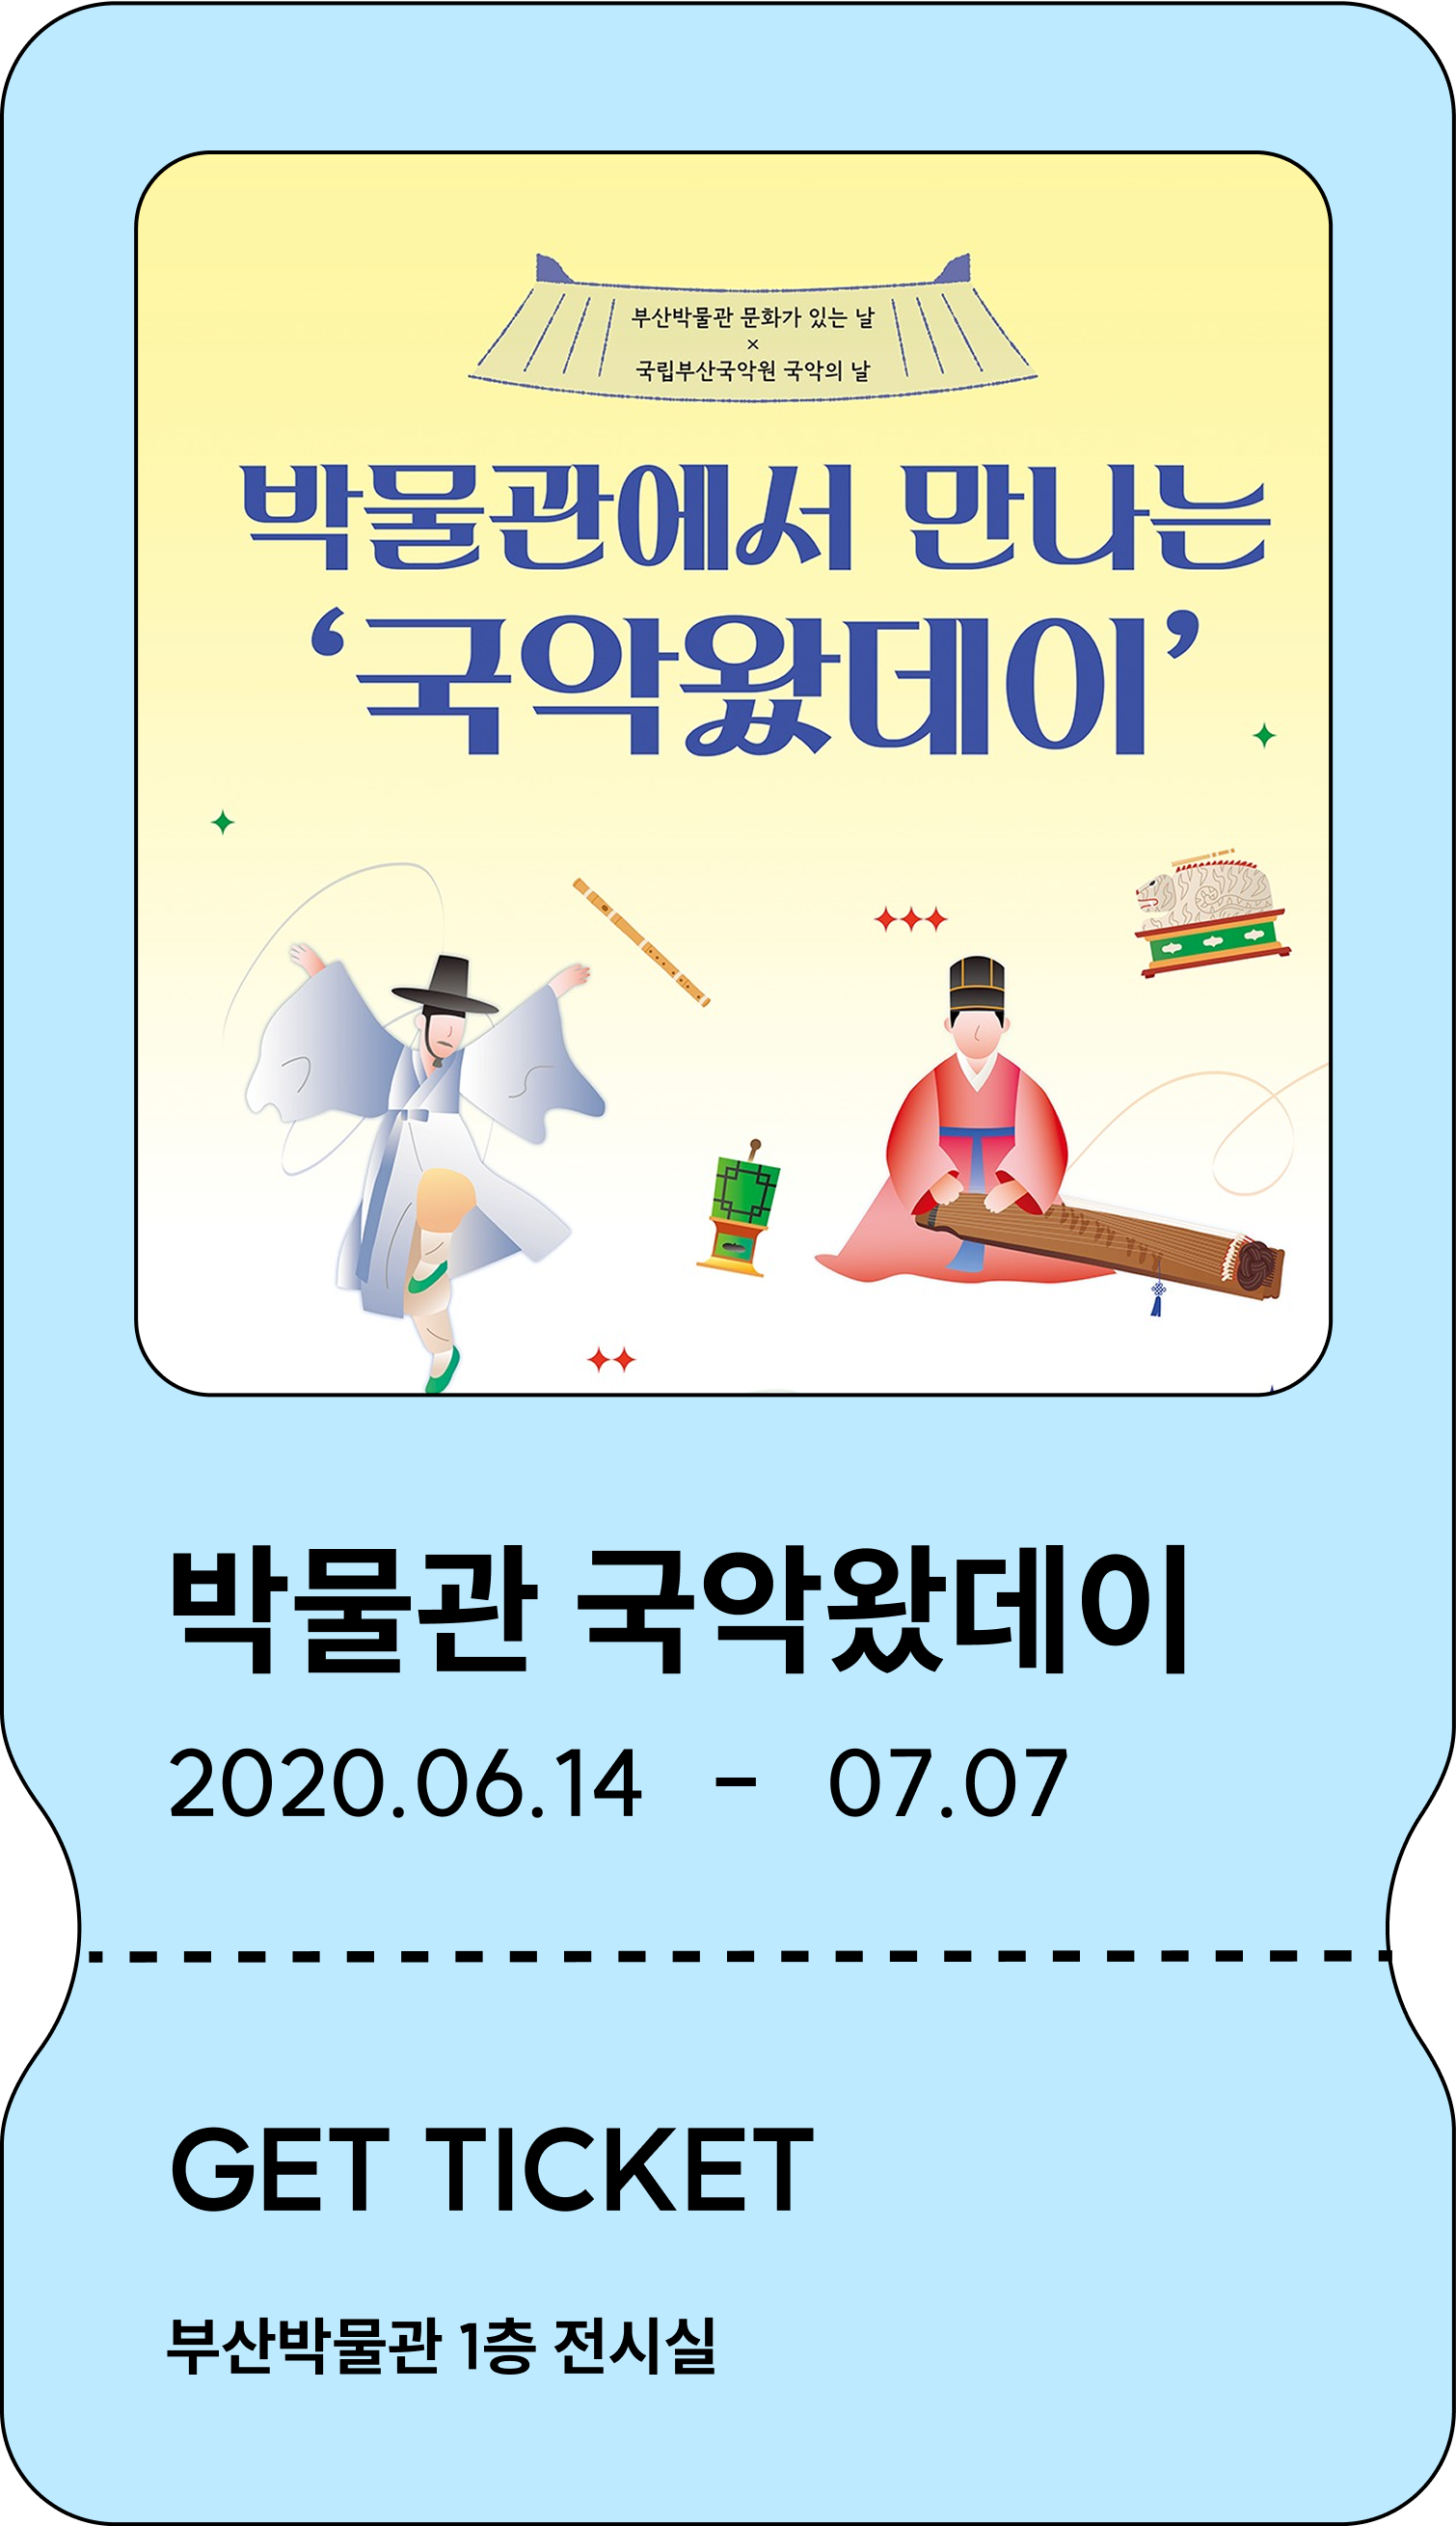 부산박물관 문화가 있는 날
×
국립부산국악원 국악의 날
박물관에서 만나는
‘국악왔데이’
박물관 국악왔데이
2020.06.14 - 07.07
GET TICKET
부산박물관 1층 전시실